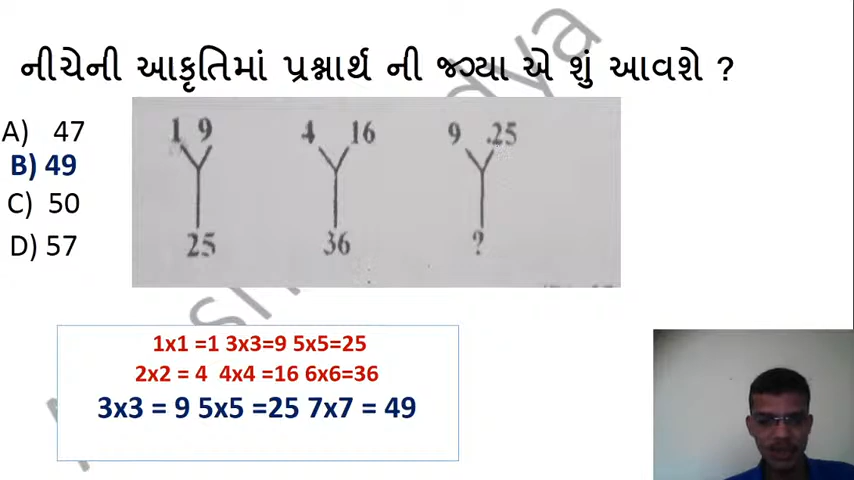 નીચેની આકૃતિમાં પ્રશ્નાર્થ ની જ્ગ્યા એ શું આવશે ?
A) 47
B) 49
C) 50
D) 57
1 9 4 16 9 .25
25 36 ?
1x1 =1 3x3=9 5x5=25
2x2 = 4 4x4 =16 6x6=36
3x3 = 9 5x5 =25 7x7 = 49